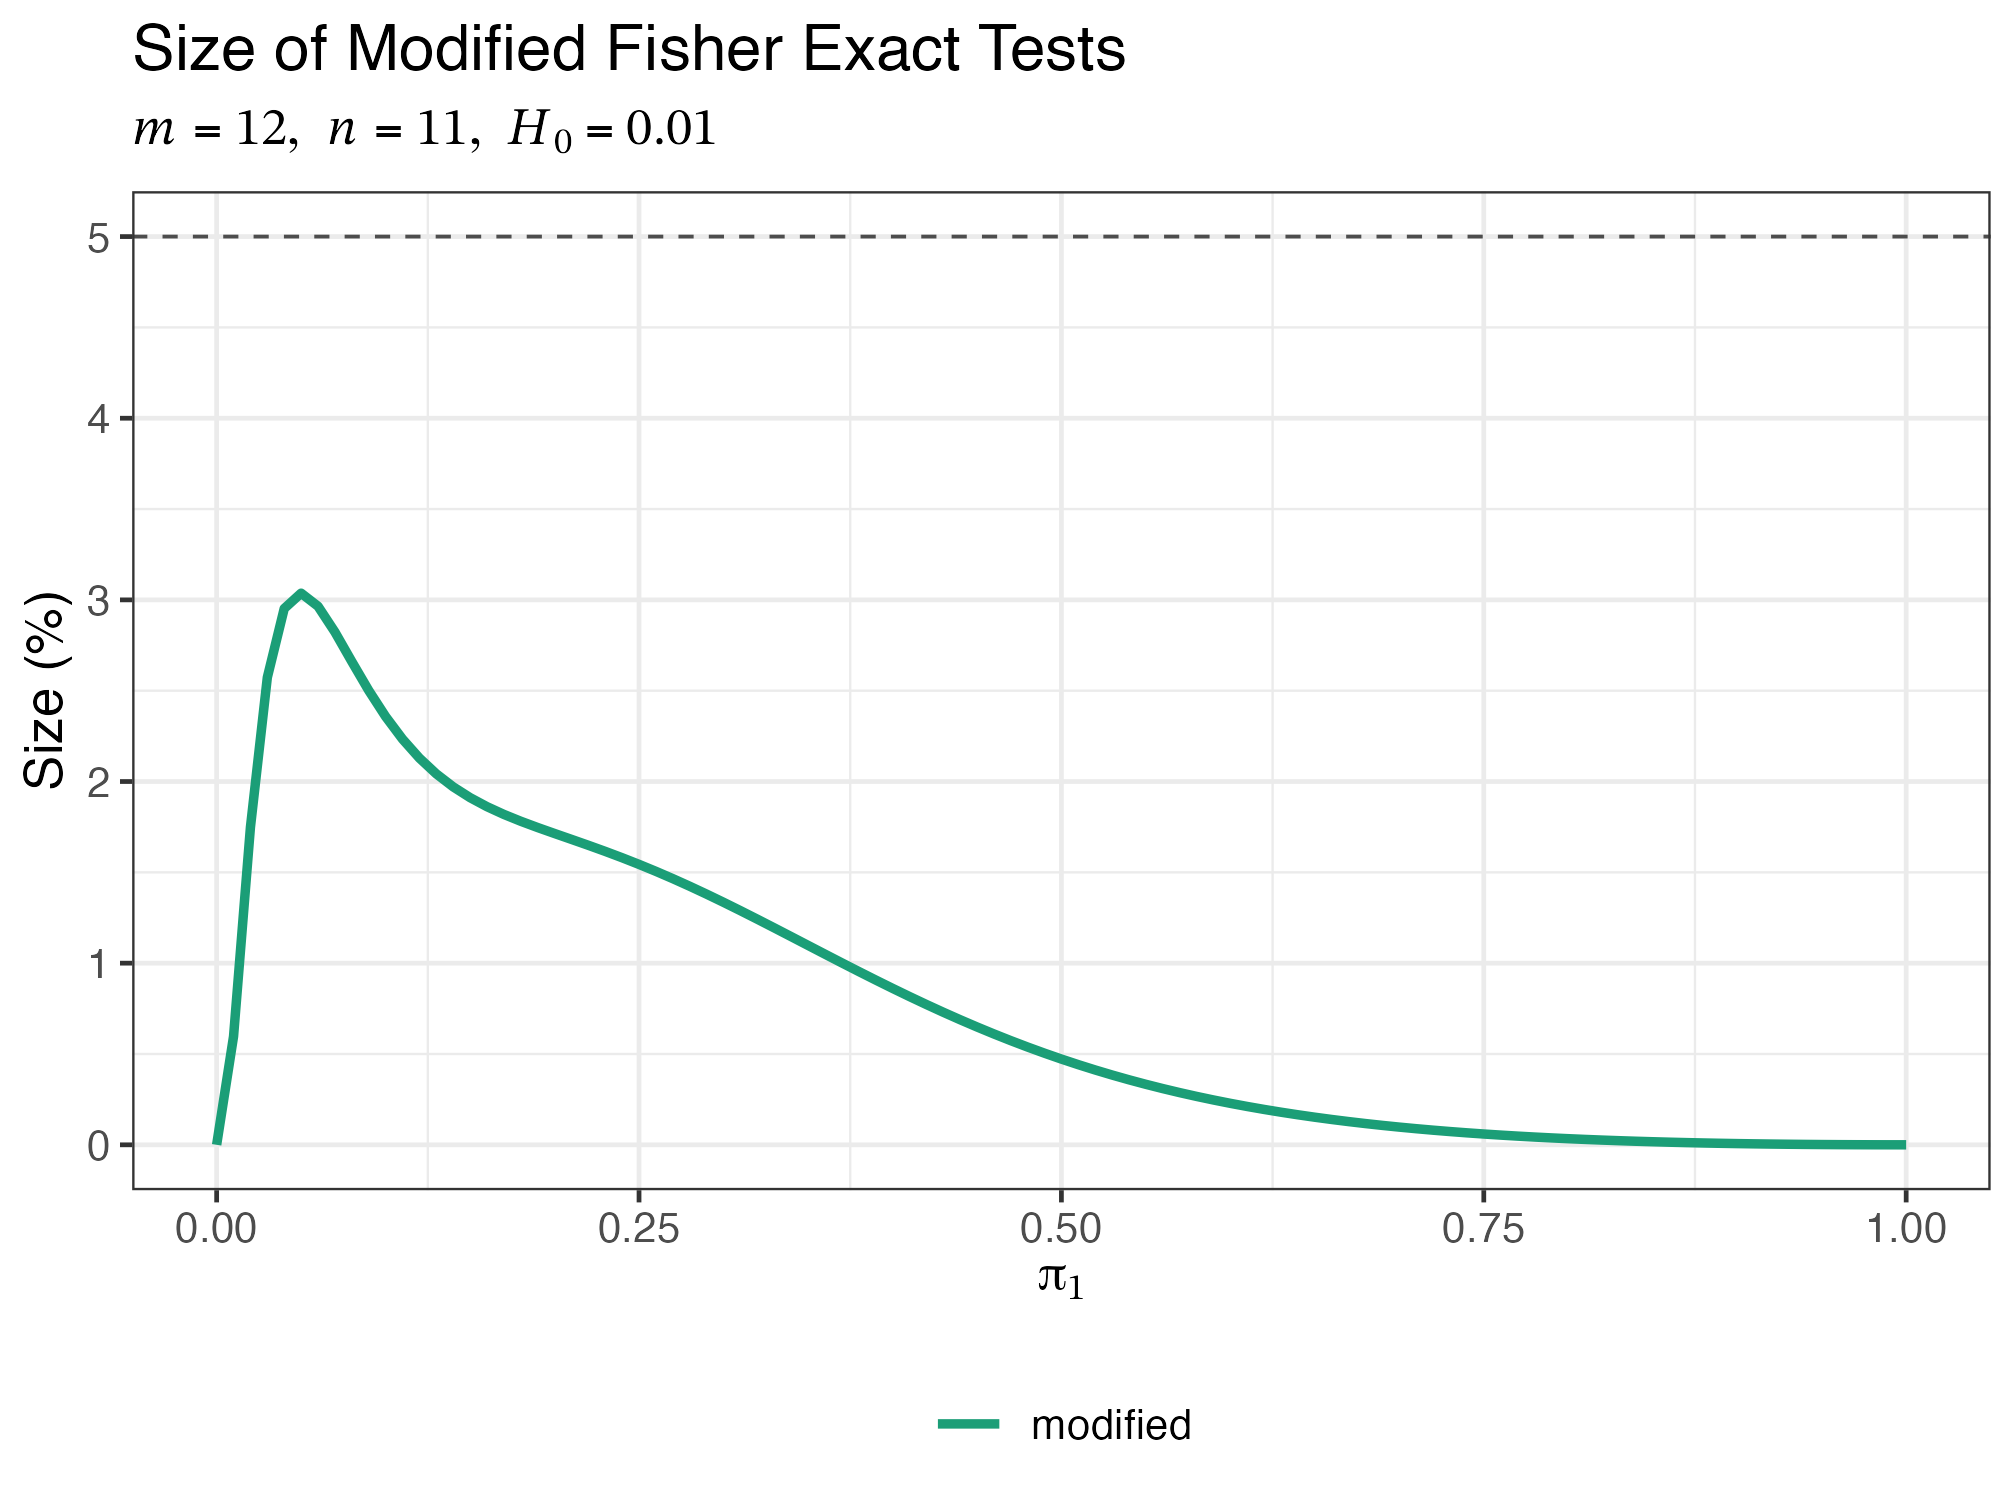 Size of Modified Fisher Exact Tests
m = 12, n = 11, H₀ = 0.01
Size (%)
5
4
3
2
1
0
0.00 0.25 0.50 0.75 1.00
π₁
modified